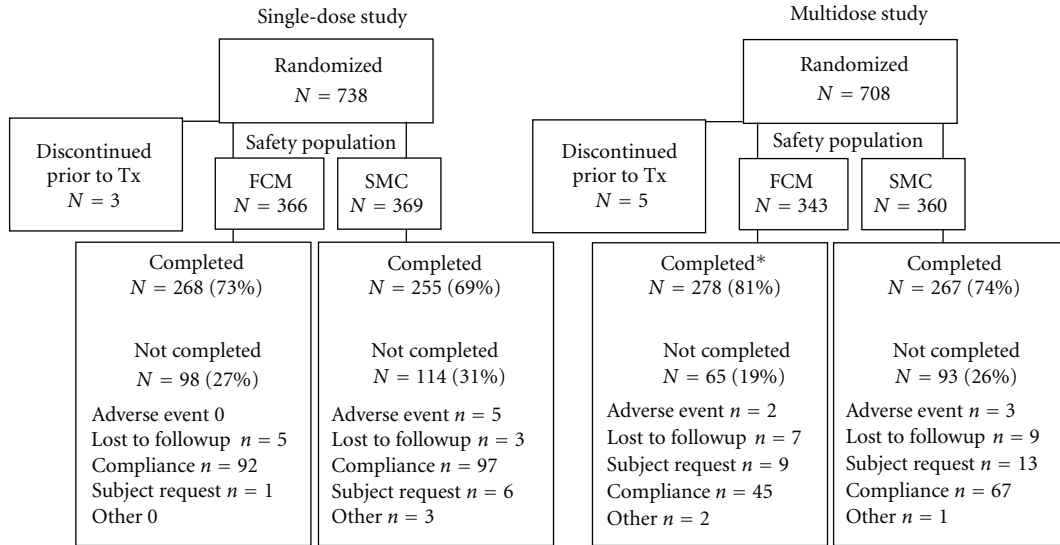 Single-dose study
Randomized
N = 738
Discontinued
prior to Tx
N = 3
Safety population
FCM
N = 366
SMC
N = 369
Completed
N = 268 (73%)
Not completed
N = 98 (27%)
Adverse event 0
Lost to followup n = 5
Compliance n = 92
Subject request n = 1
Other 0
Completed
N = 255 (69%)
Not completed
N = 114 (31%)
Adverse event n = 5
Lost to followup n = 3
Compliance n = 97
Subject request n = 6
Other n = 3
Multidose study
Randomized
N = 708
Discontinued
prior to Tx
N = 5
Safety population
FCM
N = 343
SMC
N = 360
Completed*
N = 278 (81%)
Not completed
N = 65 (19%)
Adverse event n = 2
Lost to followup n = 7
Subject request n = 9
Compliance n = 45
Other n = 2
Completed
N = 267 (74%)
Not completed
N = 93 (26%)
Adverse event n = 3
Lost to followup n = 9
Subject request n = 13
Compliance n = 67
Other n = 1